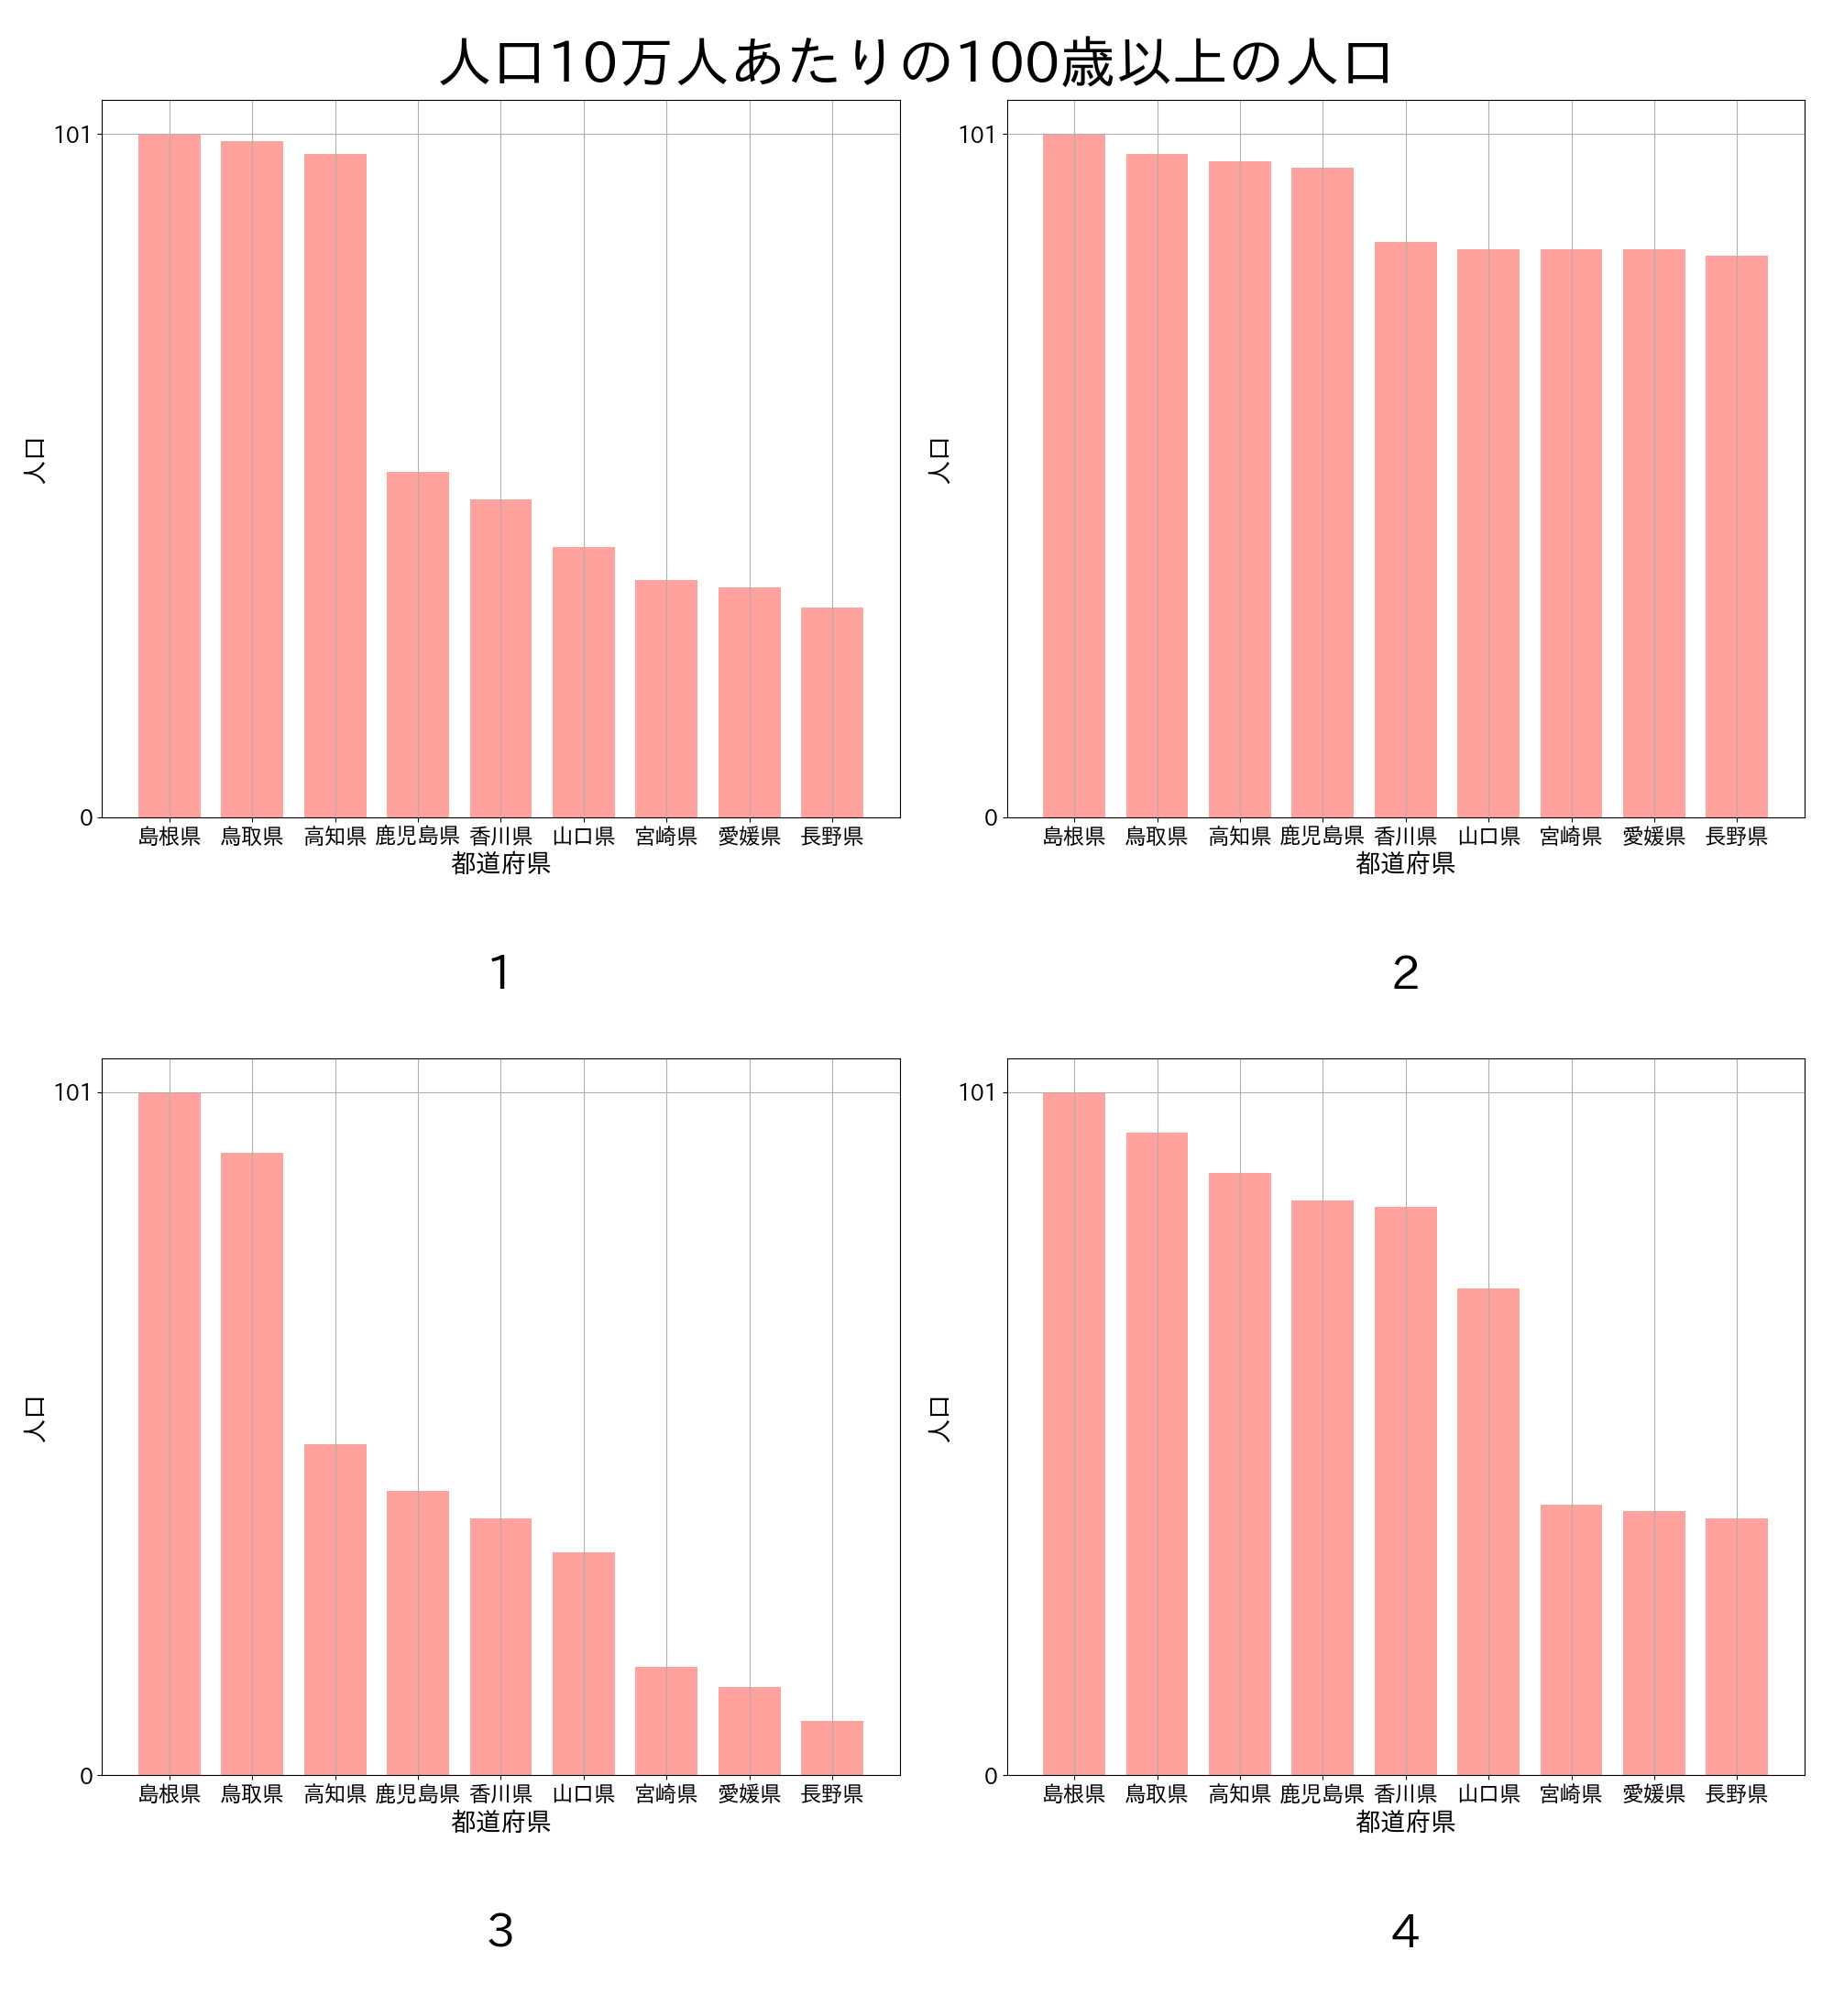 人口10万人あたりの100歳以上の人口
101
0
人口
島根県 鳥取県 高知県 鹿児島県 香川県 山口県 宮崎県 愛媛県 長野県
都道府県
1
101
0
人口
島根県 鳥取県 高知県 鹿児島県 香川県 山口県 宮崎県 愛媛県 長野県
都道府県
2
101
0
人口
島根県 鳥取県 高知県 鹿児島県 香川県 山口県 宮崎県 愛媛県 長野県
都道府県
3
101
0
人口
島根県 鳥取県 高知県 鹿児島県 香川県 山口県 宮崎県 愛媛県 長野県
都道府県
4